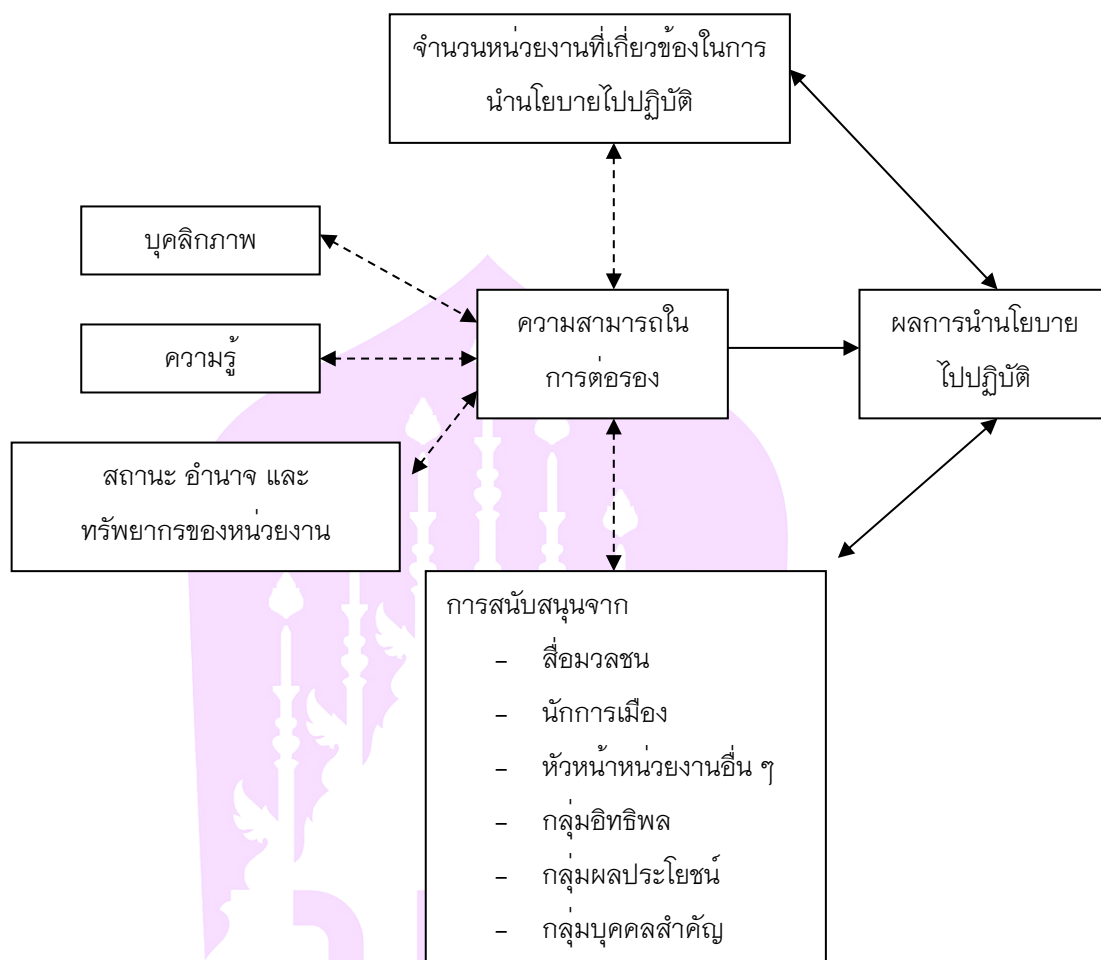 จำนวนหน่วยงานที่เกี่ยวข้องในการ
นำนโยบายไปปฏิบัติ
บุคลิกภาพ
ความรู้
สถานะ อำนาจ และ
ทรัพยากรของหน่วยงาน
ความสามารถใน
การต่อรอง
ผลการนำนโยบาย
ไปปฏิบัติ
การสนับสนุนจาก
- สื่อมวลชน
- นักการเมือง
- หัวหน้าหน่วยงานอื่น ๆ
- กลุ่มอิทธิพล
- กลุ่มผลประโยชน์
- กลุ่มบุคคลสำคัญ